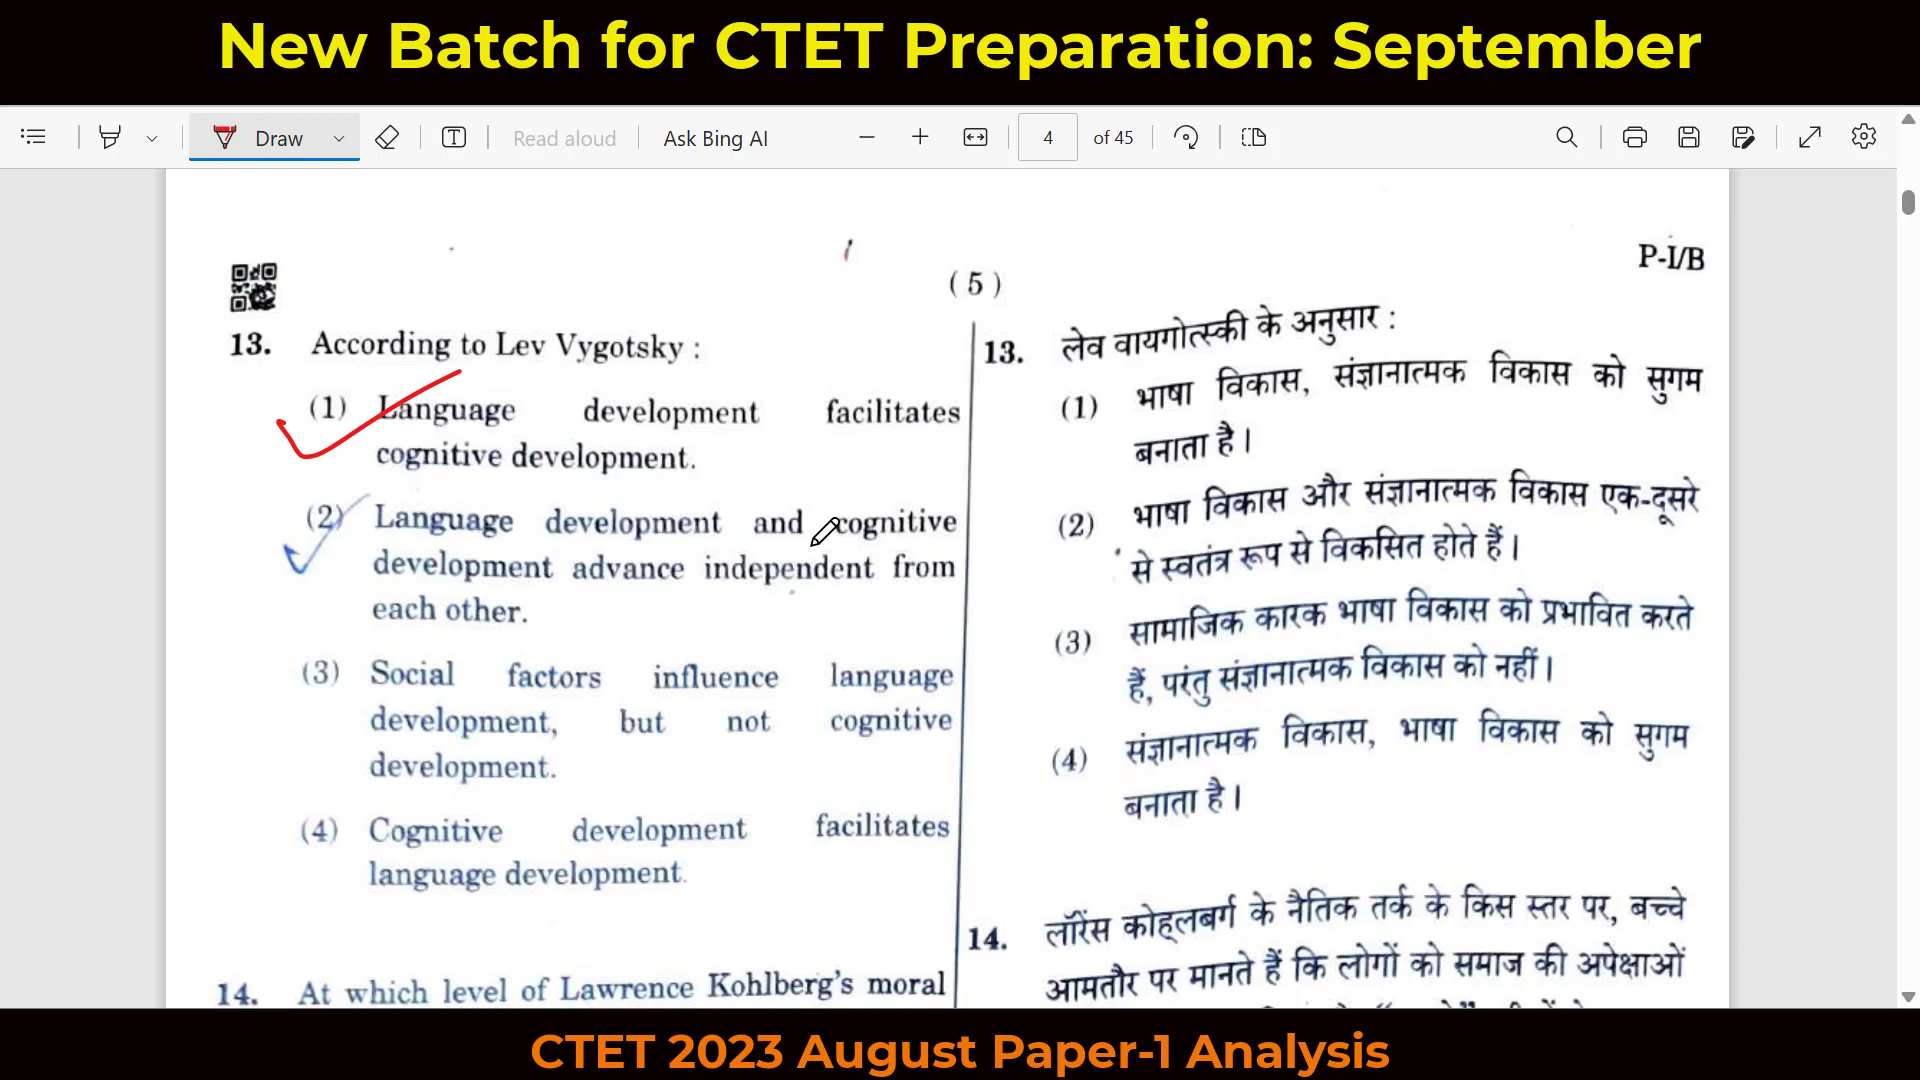 New Batch for CTET Preparation: September
Draw
Read aloud
Ask Bing AI
4
of 45
P-I/B
( 5 )
13. According to Lev Vygotsky :
(1) Language development facilitates
cognitive development.
(2) Language development and cognitive
development advance independent from
each other.
(3) Social factors influence language
development, but not cognitive
development.
(4) Cognitive development facilitates
language development.
14. At which level of Lawrence Kohlberg's moral
13. लेव वायगोत्स्की के अनुसार :
(1) भाषा विकास, संज्ञानात्मक विकास को सुगम
बनाता है।
(2) भाषा विकास और संज्ञानात्मक विकास एक-दूसरे
से स्वतंत्र रूप से विकसित होते हैं।
(3) सामाजिक कारक भाषा विकास को प्रभावित करते
हैं, परंतु संज्ञानात्मक विकास को नहीं।
(4) संज्ञानात्मक विकास, भाषा विकास को सुगम
बनाता है।
14. लॉरेंस कोह्लबर्ग के नैतिक तर्क के किस स्तर पर, बच्चे
आमतौर पर मानते हैं कि लोगों को समाज की अपेक्षाओं
CTET 2023 August Paper-1 Analysis